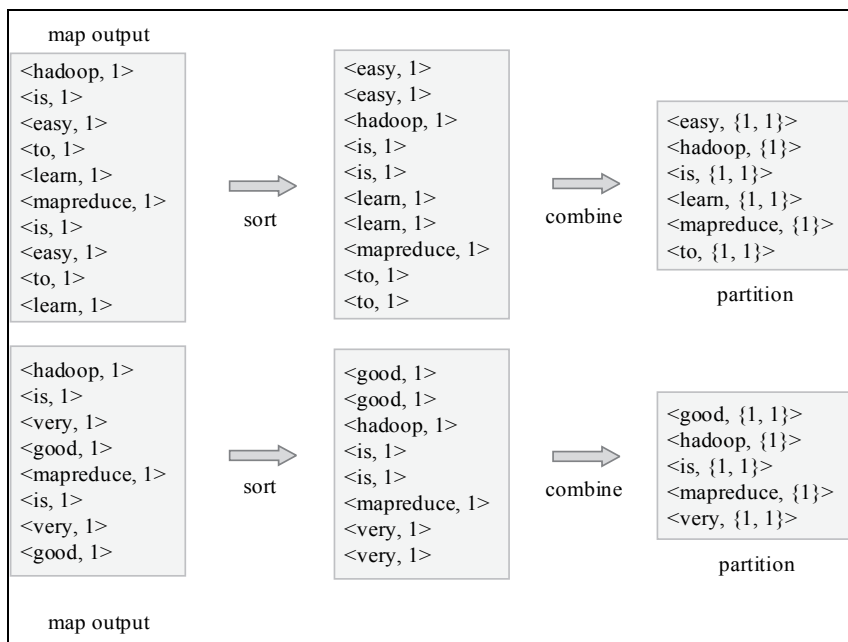 map output
<hadoop, 1>
<is, 1>
<easy, 1>
<to, 1>
<learn, 1>
<mapreduce, 1>
<is, 1>
<easy, 1>
<to, 1>
<learn, 1>
sort
<easy, 1>
<easy, 1>
<hadoop, 1>
<is, 1>
<is, 1>
<learn, 1>
<learn, 1>
<mapreduce, 1>
<to, 1>
<to, 1>
combine
<easy, {1, 1}>
<hadoop, {1}>
<is, {1, 1}>
<learn, {1, 1}>
<mapreduce, {1}>
<to, {1, 1}>
partition
<hadoop, 1>
<is, 1>
<very, 1>
<good, 1>
<mapreduce, 1>
<is, 1>
<very, 1>
<good, 1>
sort
<good, 1>
<good, 1>
<hadoop, 1>
<is, 1>
<is, 1>
<mapreduce, 1>
<very, 1>
<very, 1>
combine
<good, {1, 1}>
<hadoop, {1}>
<is, {1, 1}>
<mapreduce, {1}>
<very, {1, 1}>
partition
map output